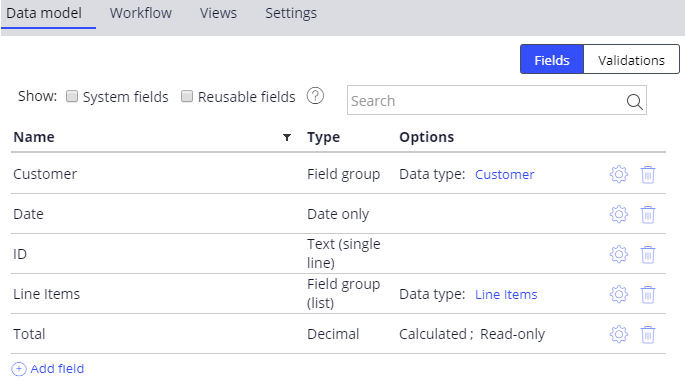 Data model Workflow Views Settings
Fields Validations
Show: System fields Reusable fields ? Search
Name Type Options
Customer Field group Data type: Customer
Date Date only
ID Text (single
line)
Line Items Field group
(list) Data type: Line Items
Total Decimal Calculated ; Read-only
Add field